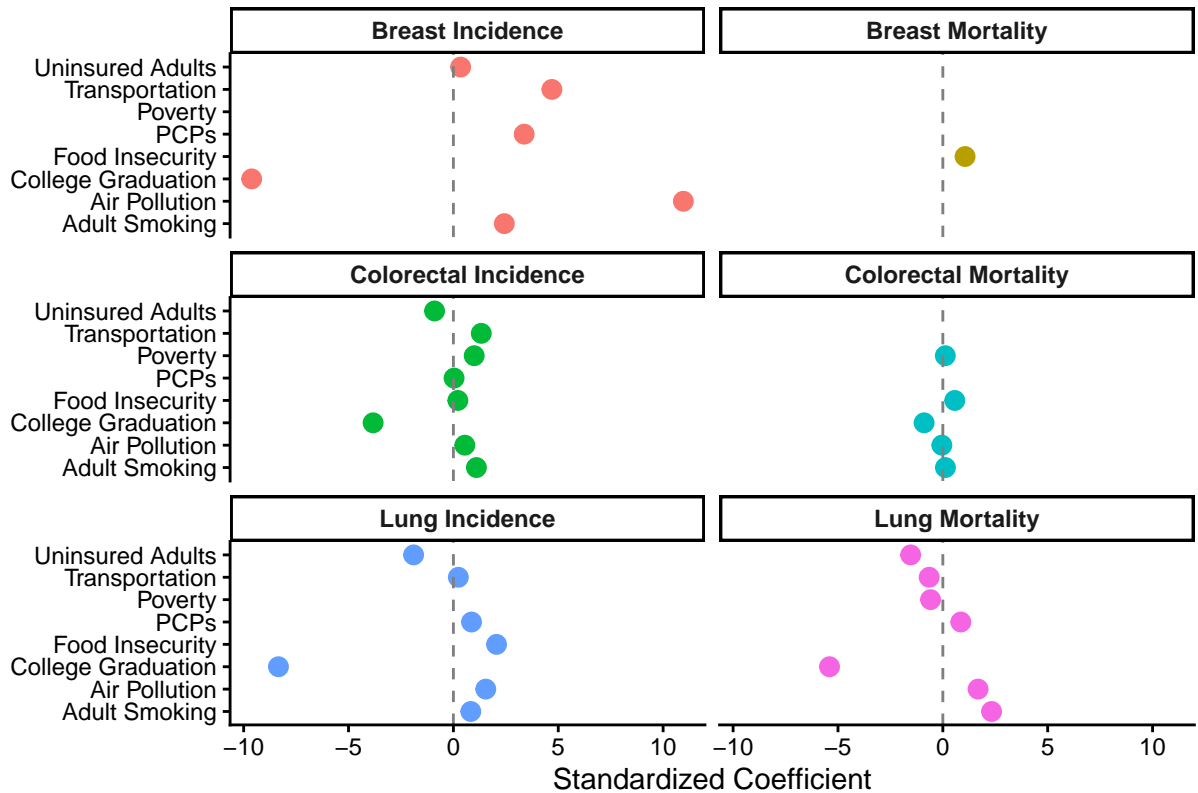 Breast Incidence
Breast Mortality
Uninsured Adults
Transportation
Poverty
PCPs
Food Insecurity
College Graduation
Air Pollution
Adult Smoking
Colorectal Incidence
Colorectal Mortality
Uninsured Adults
Transportation
Poverty
PCPs
Food Insecurity
College Graduation
Air Pollution
Adult Smoking
Lung Incidence
Lung Mortality
Uninsured Adults
Transportation
Poverty
PCPs
Food Insecurity
College Graduation
Air Pollution
Adult Smoking
−10 −5 0 5 10
−10 −5 0 5 10
Standardized Coefficient